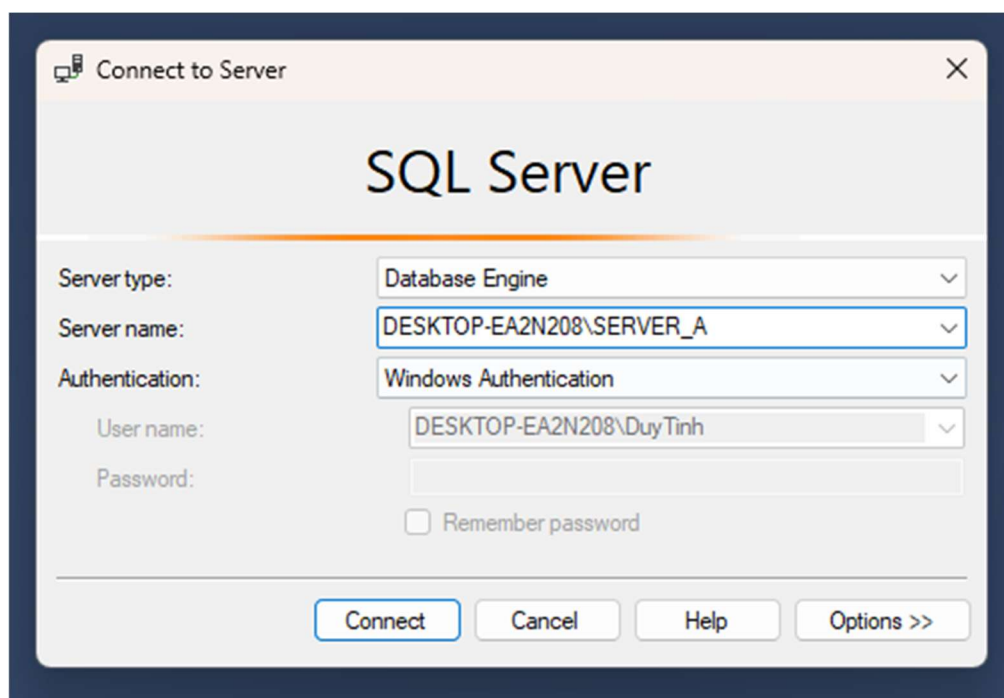 Connect to Server
SQL Server
Server type: Database Engine
Server name: DESKTOP-EA2N208\SERVER_A
Authentication: Windows Authentication
User name: DESKTOP-EA2N208\DuyTinh
Password:
Remember password
Connect Cancel Help Options >>